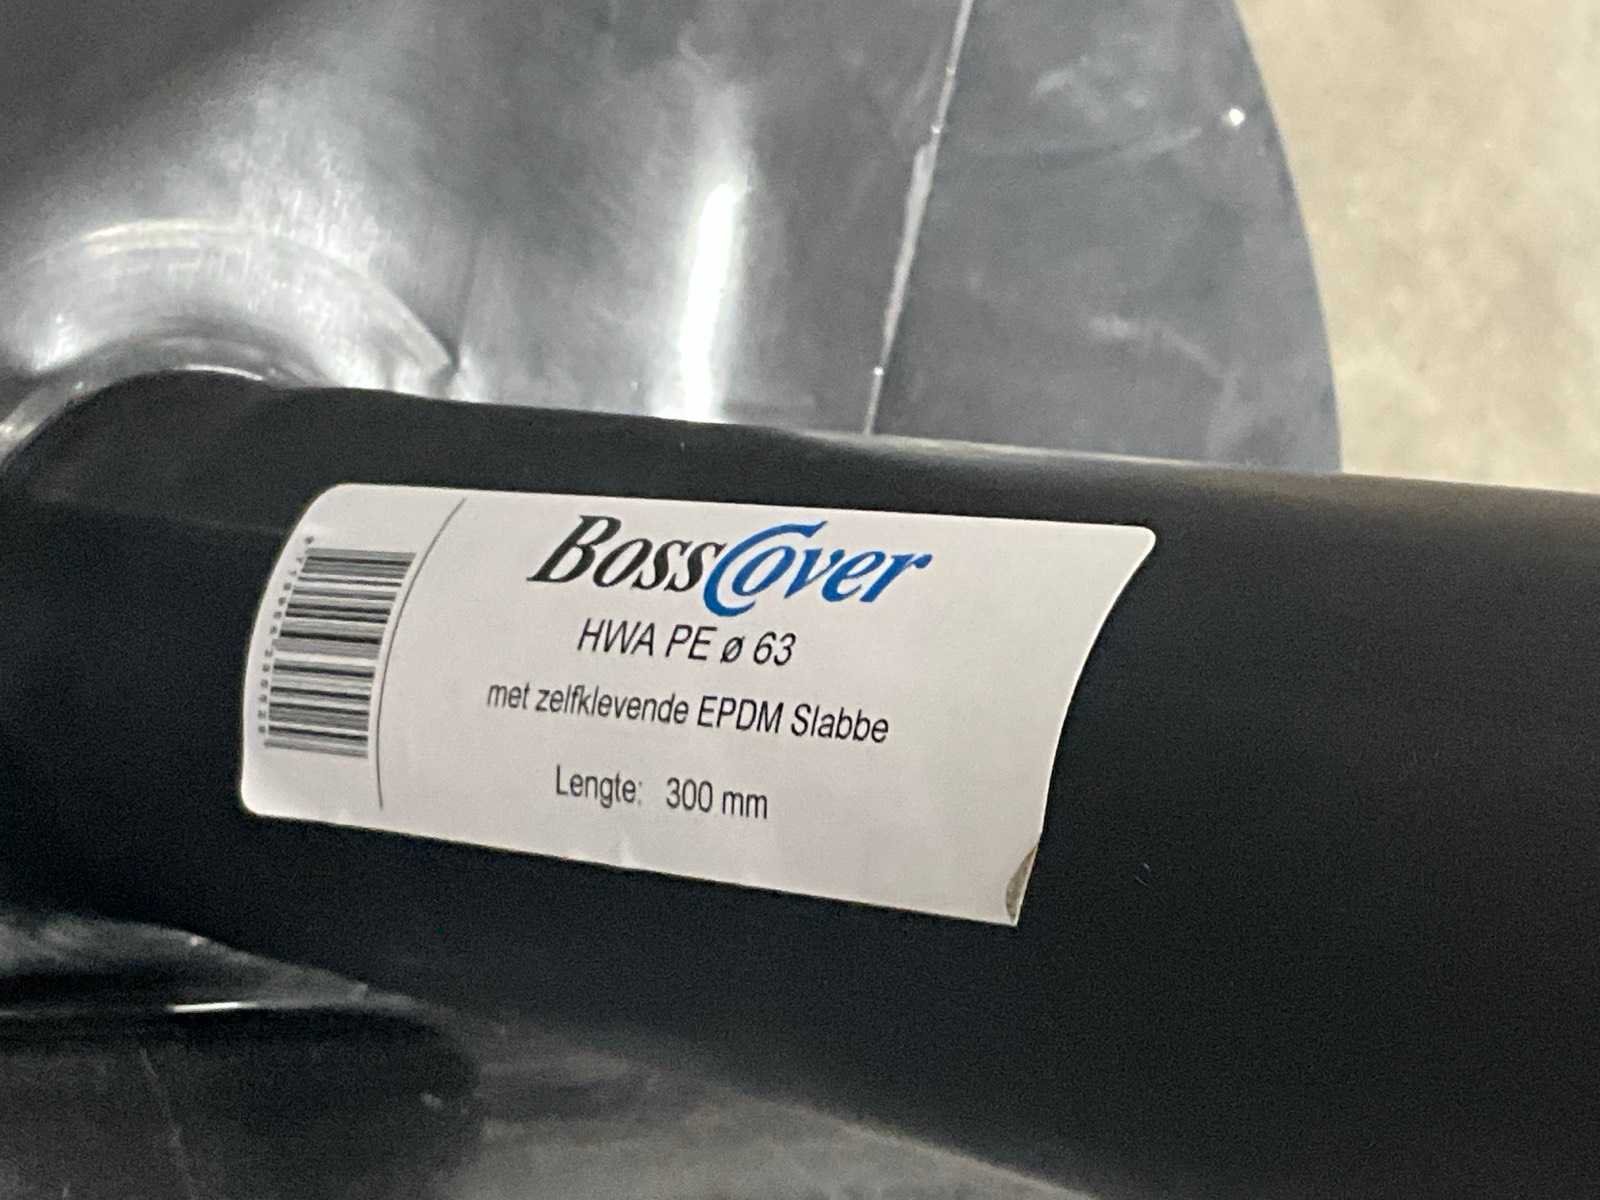 BossCover
HWA PE ø 63
met zelfklevende EPDM Slabbe
Lengte: 300 mm